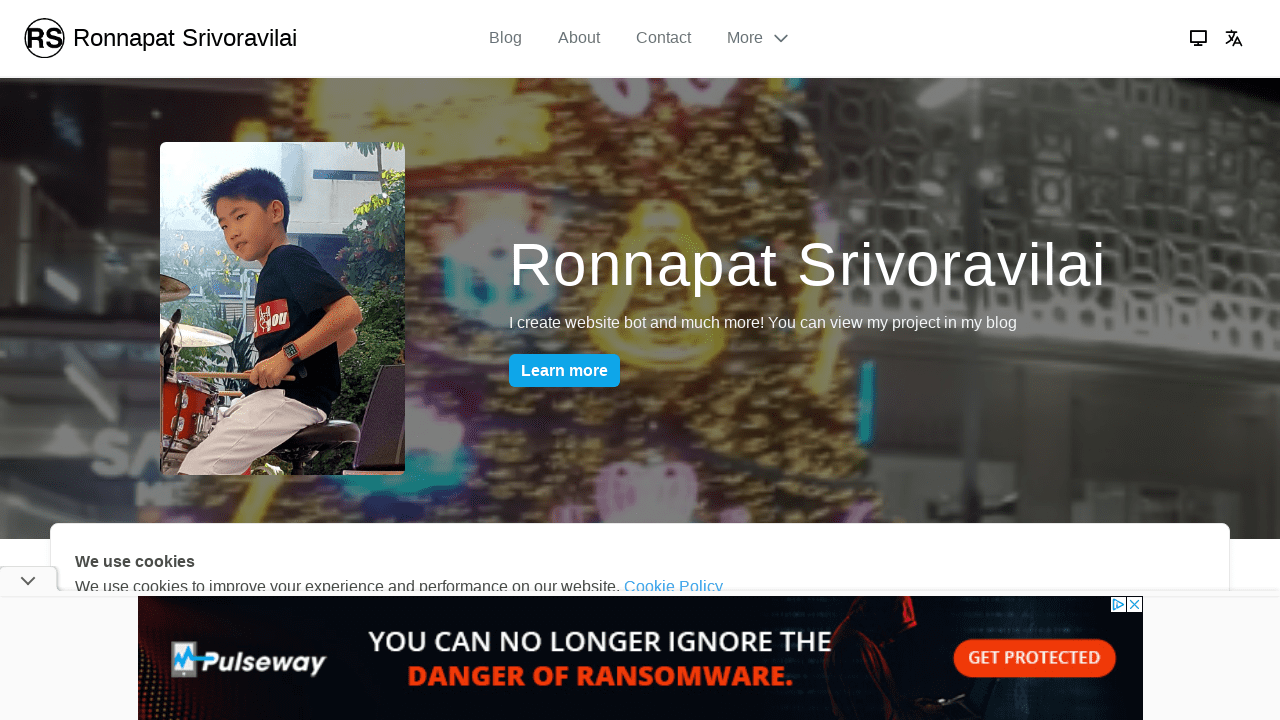 RS Ronnapat Srivoravilai
Blog
About
Contact
More
Ronnapat Srivoravilai
I create website bot and much more! You can view my project in my blog
Learn more
We use cookies
We use cookies to improve your experience and performance on our website. Cookie Policy
Pulseway
YOU CAN NO LONGER IGNORE THE
DANGER OF RANSOMWARE.
GET PROTECTED